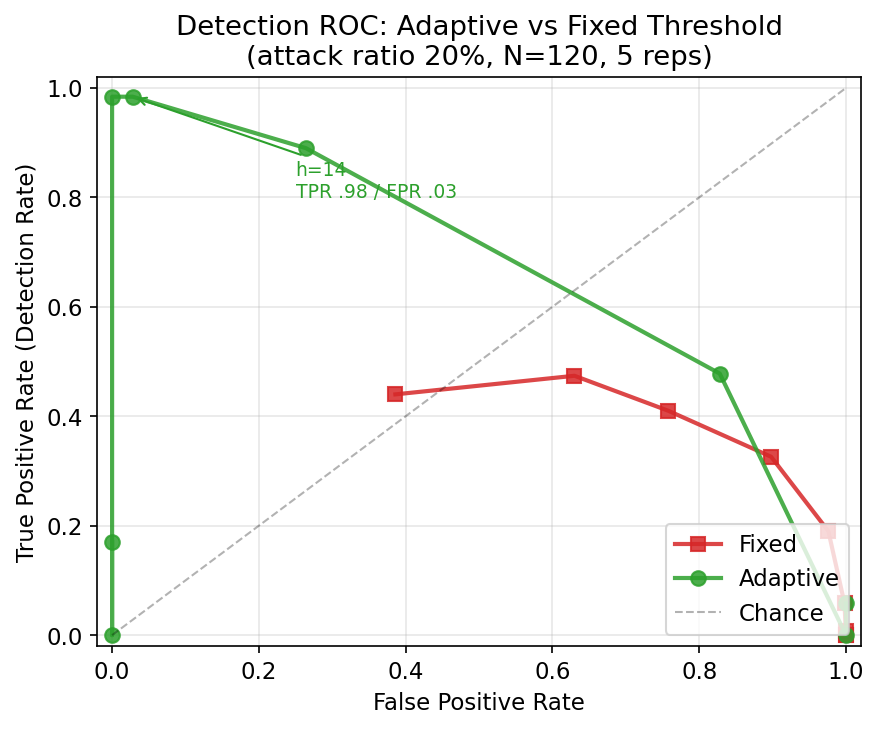 Detection ROC: Adaptive vs Fixed Threshold
(attack ratio 20%, N=120, 5 reps)
True Positive Rate (Detection Rate)
1.0
0.8
0.6
0.4
0.2
0.0
h=14
TPR .98 / FPR .03
Fixed
Adaptive
Chance
0.0 0.2 0.4 0.6 0.8 1.0
False Positive Rate